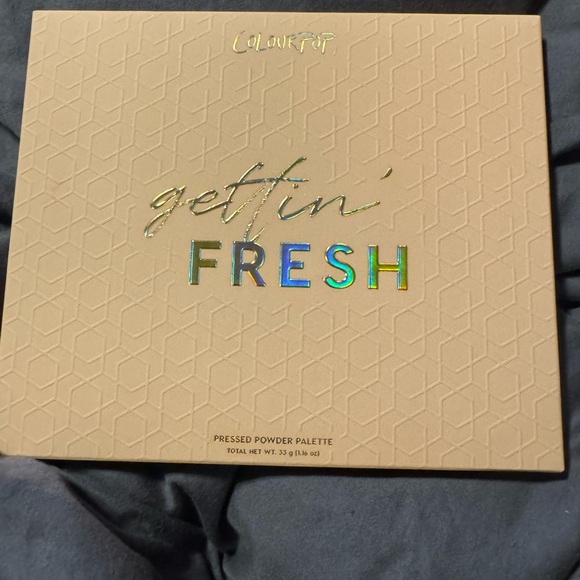 COLOURPOP
gettin'
FRESH
PRESSED POWDER PALETTE
TOTAL NET WT. 33 g (1.16 oz)